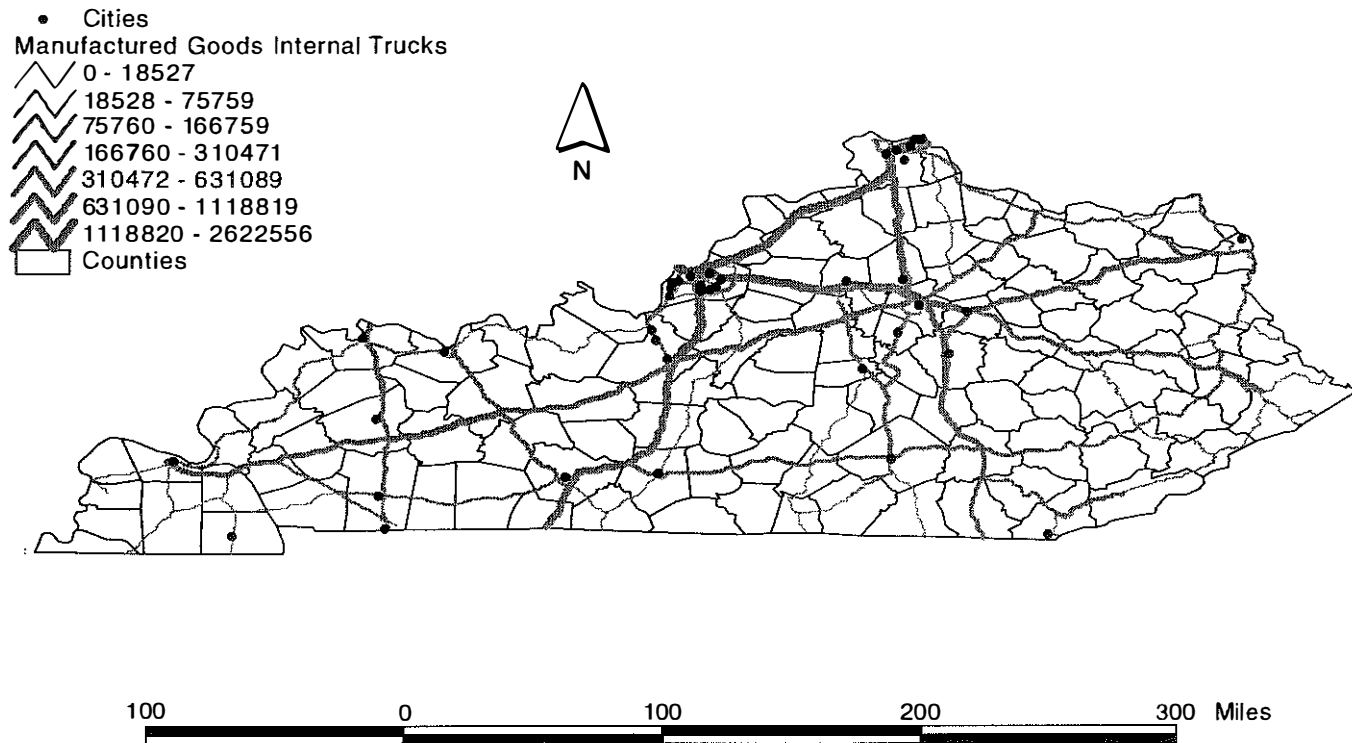 Cities
Manufactured Goods Internal Trucks
0 - 18527
18528 - 75759
75760 - 166759
166760 - 310471
310472 - 631089
631090 - 1118819
1118820 - 2622556
Counties
N
100 0 100 200 300 Miles